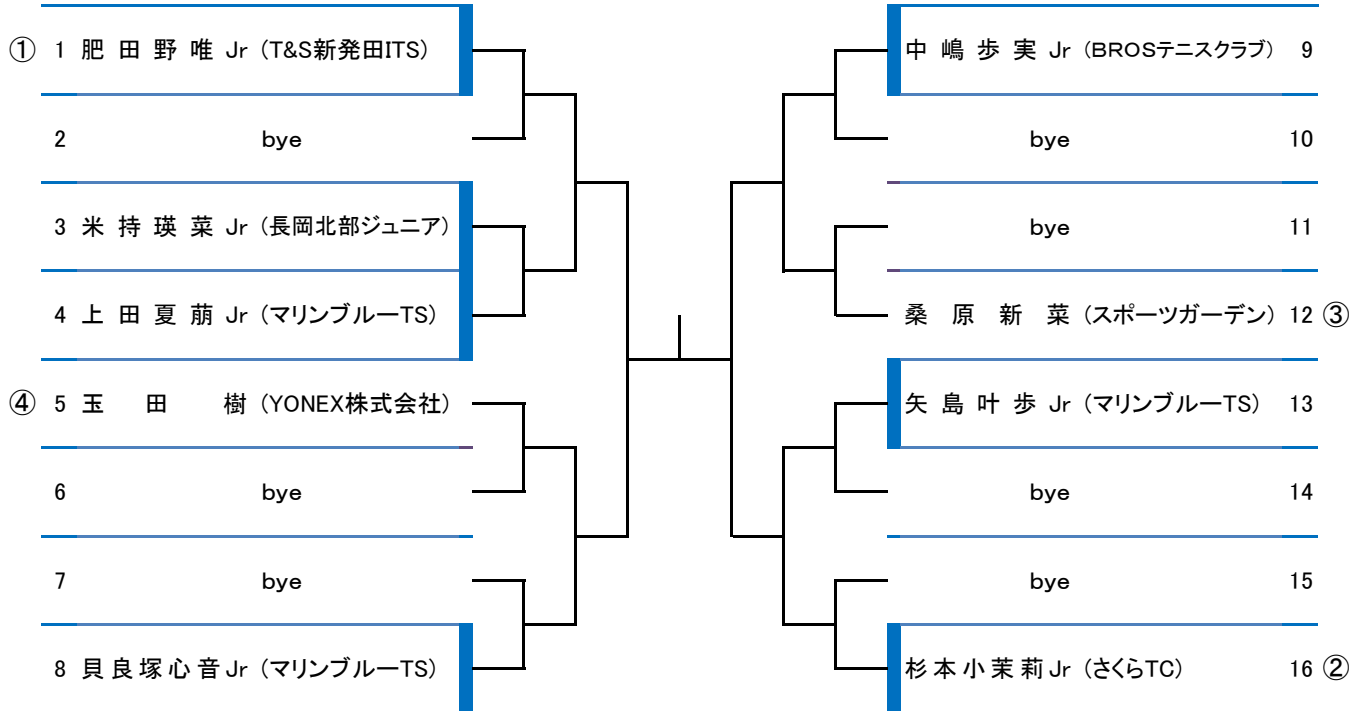 ① 1 肥田野唯 Jr (T&S新発田ITS)
2 bye
3 米持瑛菜 Jr (長岡北部ジュニア)
4 上田夏萠 Jr (マリンブルーTS)
④ 5 玉田樹 (YONEX株式会社)
6 bye
7 bye
8 貝良塚心音 Jr (マリンブルーTS)
中嶋歩実 Jr (BROSテニスクラブ) 9
bye 10
bye 11
桑原新菜 (スポーツガーデン) 12 ③
矢島叶歩 Jr (マリンブルーTS) 13
bye 14
bye 15
杉本小茉莉 Jr (さくらTC) 16 ②